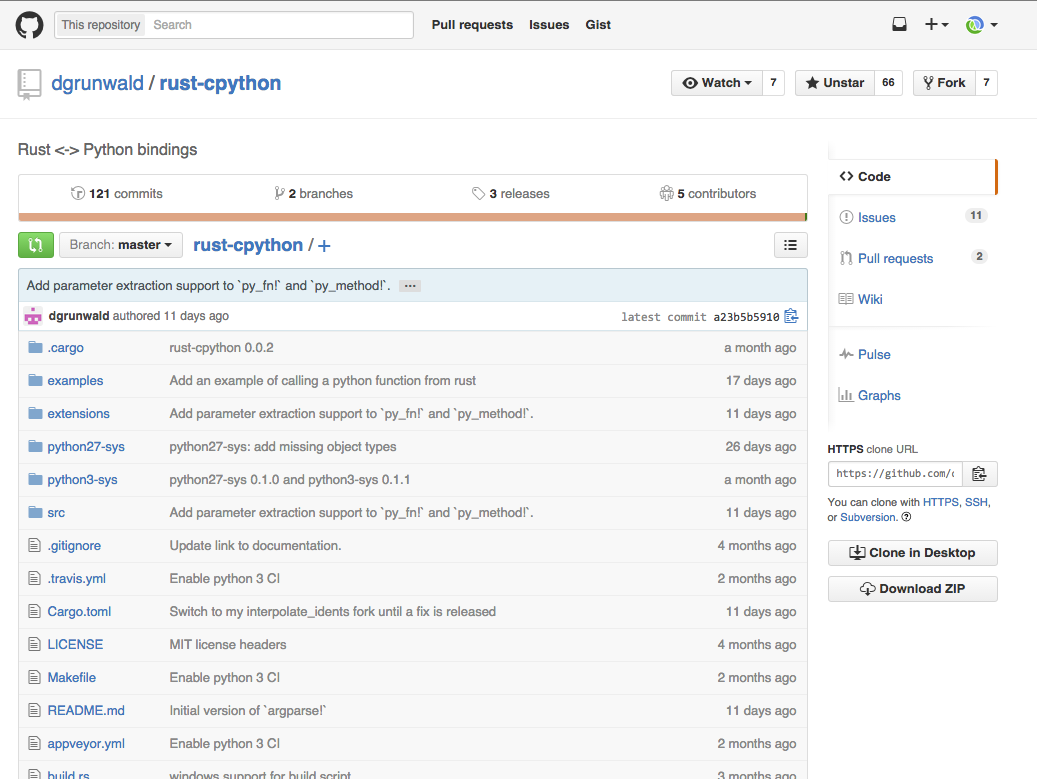 This repository Search Pull requests Issues Gist
dgrunwald / rust-cpython Watch 7 Unstar 66 Fork 7
Rust <-> Python bindings
121 commits 2 branches 3 releases 5 contributors
Branch: master rust-cpython / +
Add parameter extraction support to `py_fn!` and `py_method!`. ...
dgrunwald authored 11 days ago latest commit a23b5b5910
.cargo rust-cpython 0.0.2 a month ago
examples Add an example of calling a python function from rust 17 days ago
extensions Add parameter extraction support to `py_fn!` and `py_method!`. 11 days ago
python27-sys python27-sys: add missing object types 26 days ago
python3-sys python27-sys 0.1.0 and python3-sys 0.1.1 a month ago
src Add parameter extraction support to `py_fn!` and `py_method!`. 11 days ago
.gitignore Update link to documentation. 4 months ago
.travis.yml Enable python 3 CI 2 months ago
Cargo.toml Switch to my interpolate_idents fork until a fix is released 11 days ago
LICENSE MIT license headers 4 months ago
Makefile Enable python 3 CI 2 months ago
README.md Initial version of `argparse!` 11 days ago
appveyor.yml Enable python 3 CI 2 months ago
build.rs windows support for build script 3 months ago
Code
Issues 11
Pull requests 2
Wiki
Pulse
Graphs
HTTPS clone URL
https://github.com/
You can clone with HTTPS, SSH,
or Subversion.
Clone in Desktop
Download ZIP